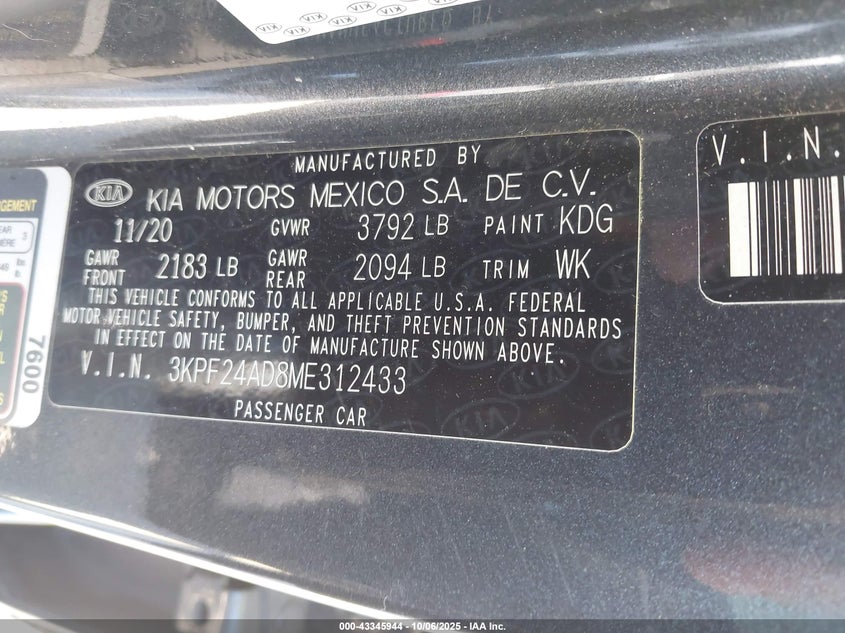 MANUFACTURED BY
KIA KIA MOTORS MEXICO S.A. DE C.V.
11/20 GVWR 3792 LB PAINT KDG
GAWR FRONT 2183 LB GAWR REAR 2094 LB TRIM WK
THIS VEHICLE CONFORMS TO ALL APPLICABLE U.S.A. FEDERAL
MOTOR VEHICLE SAFETY, BUMPER, AND THEFT PREVENTION STANDARDS
IN EFFECT ON THE DATE OF MANUFACTURE SHOWN ABOVE.
V.I.N. 3KPF24AD8ME312433
PASSENGER CAR
V.I.N.
7600
000-43345944 - 10/06/2025 - IAA Inc.